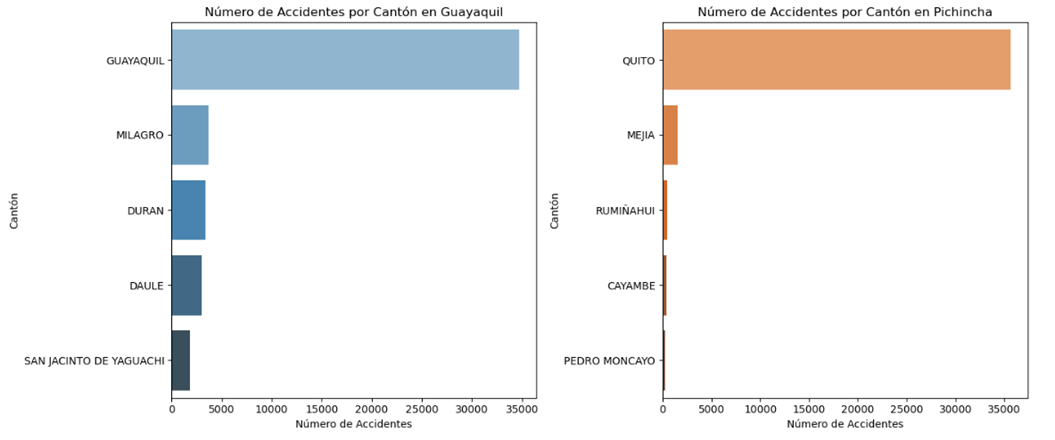 Número de Accidentes por Cantón en Guayaquil
GUAYAQUIL
MILAGRO
DURAN
DAULE
SAN JACINTO DE YAGUACHI
Cantón
0 5000 10000 15000 20000 25000 30000 35000
Número de Accidentes
Número de Accidentes por Cantón en Pichincha
QUITO
MEJIA
RUMIÑAHUI
CAYAMBE
PEDRO MONCAYO
Cantón
0 5000 10000 15000 20000 25000 30000 35000
Número de Accidentes